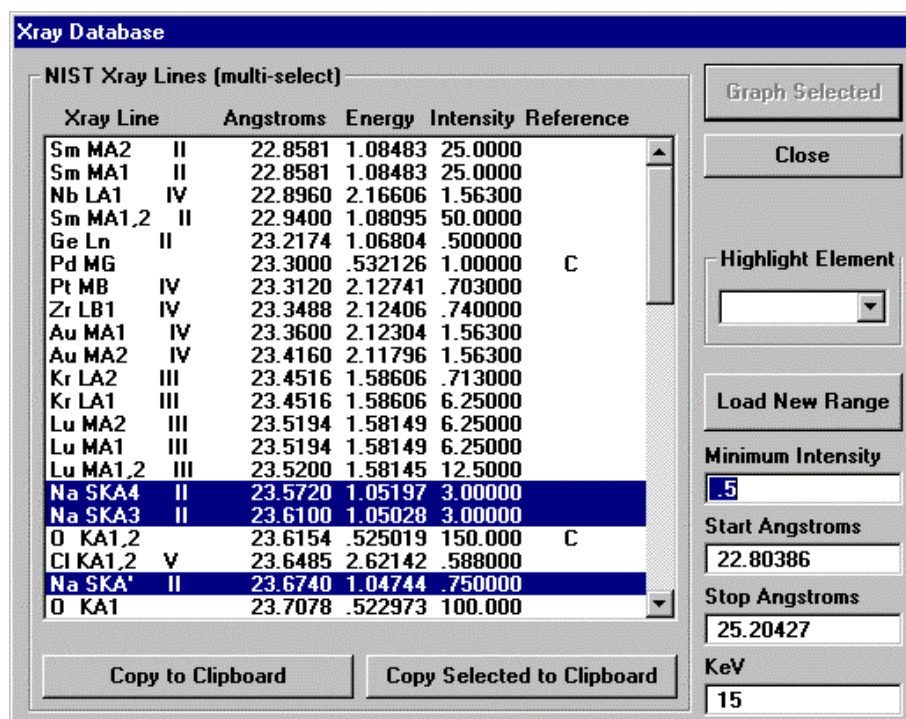 Xray Database
NIST Xray Lines (multi-select)
Xray Line Angstroms Energy Intensity Reference
Sm MA2 II 22.8581 1.08483 25.0000
Sm MA1 II 22.8581 1.08483 25.0000
Nb LA1 IV 22.8960 2.16606 1.56300
Sm MA1,2 II 22.9400 1.08095 50.0000
Ge Ln II 23.2174 1.06804 .500000
Pd MG 23.3000 .532126 1.00000 C
Pt MB IV 23.3120 2.12741 .703000
Zr LB1 IV 23.3488 2.12406 .740000
Au MA1 IV 23.3600 2.12304 1.56300
Au MA2 IV 23.4160 2.11796 1.56300
Kr LA2 III 23.4516 1.58606 .713000
Kr LA1 III 23.4516 1.58606 6.25000
Lu MA2 III 23.5194 1.58149 6.25000
Lu MA1 III 23.5194 1.58149 6.25000
Lu MA1,2 III 23.5200 1.58145 12.5000
Na SKA4 II 23.5720 1.05197 3.00000
Na SKA3 II 23.6100 1.05028 3.00000
O KA1,2 23.6154 .525019 150.000 C
Cl KA1,2 V 23.6485 2.62142 .588000
Na SKA' II 23.6740 1.04744 .750000
O KA1 23.7078 .522973 100.000
Copy to Clipboard
Copy Selected to Clipboard
Graph Selected
Close
Highlight Element
Load New Range
Minimum Intensity
.5
Start Angstroms
22.80386
Stop Angstroms
25.20427
KeV
15